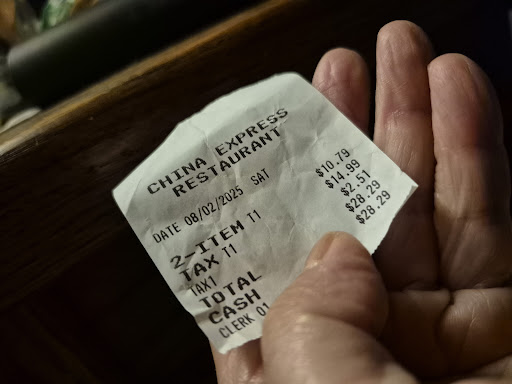 CHINA EXPRESS
RESTAURANT
DATE 08/02/2025 SAT
2-ITEM T1 $10.79
TAX T1 $14.99
TAX1 $2.51
TOTAL $28.29
CASH $28.29
CLERK 01